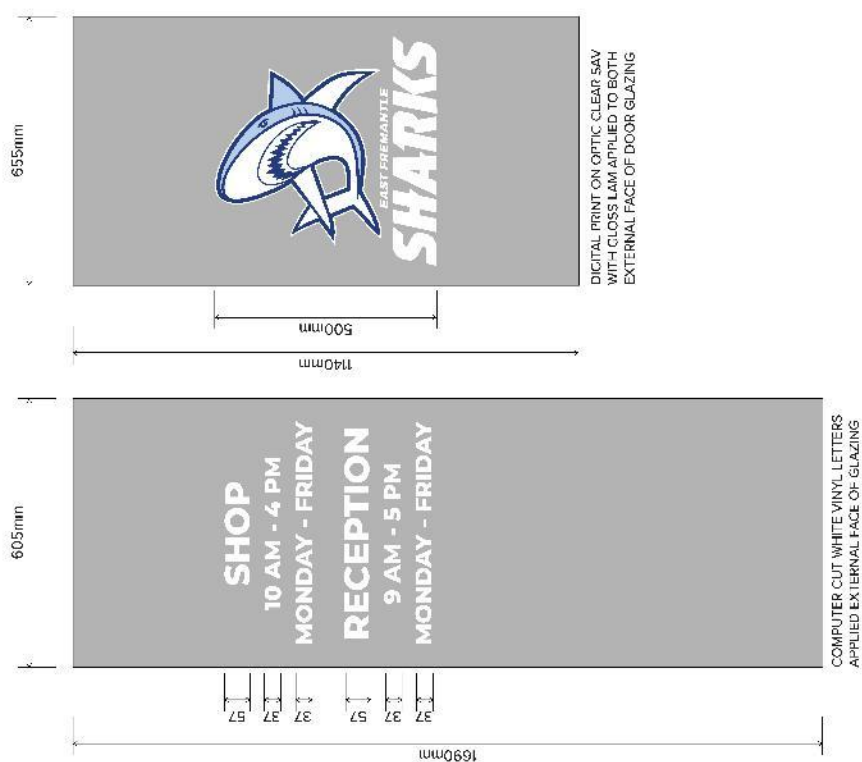 605mm
655mm
SHOP
10 AM - 4 PM
MONDAY - FRIDAY
RECEPTION
9 AM - 5 PM
MONDAY - FRIDAY
57
37
37
57
37
37
1690mm
COMPUTER CUT WHITE VINYL LETTERS
APPLIED EXTERNAL FACE OF GLAZING
EAST FREMANTLE
SHARKS
500mm
1140mm
DIGITAL PRINT ON OPTIC CLEAR SAV
WITH GLOSS LAM APPLIED TO BOTH
EXTERNAL FACE OF DOOR GLAZING